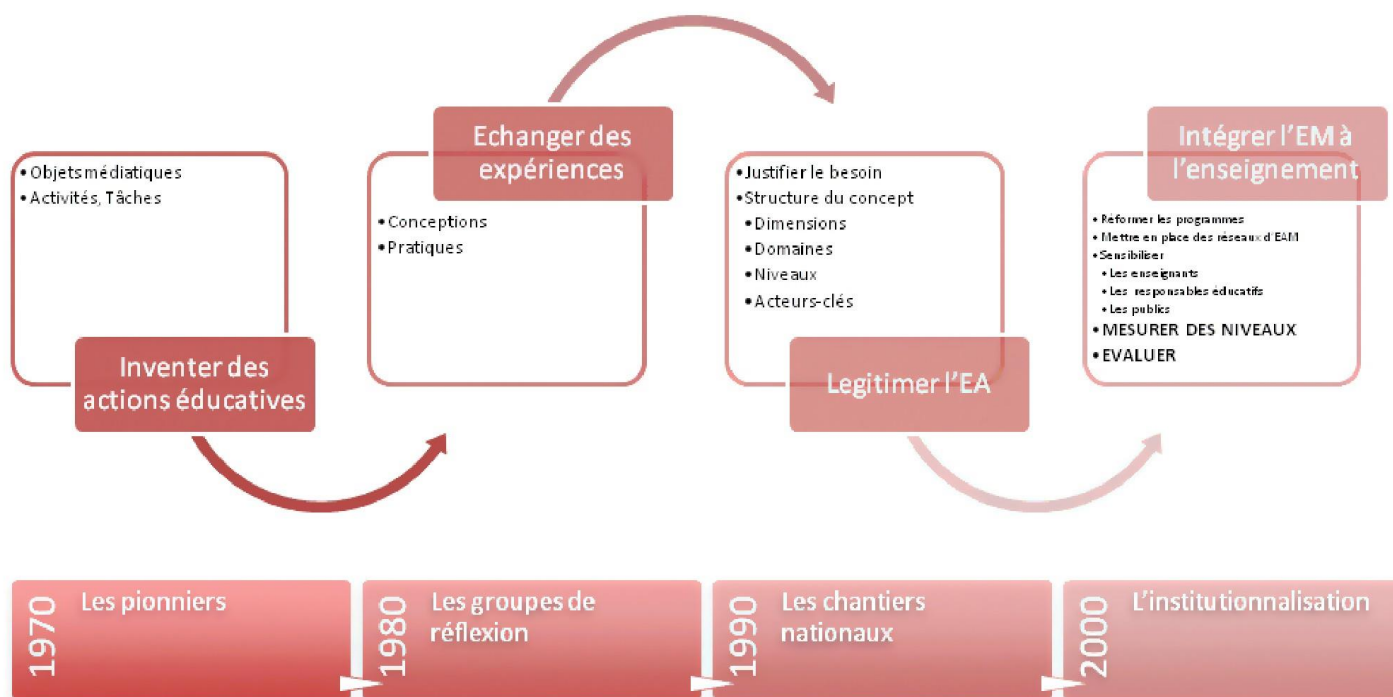 Inventer des
actions éducatives
• Objets médiatiques
• Activités, Tâches
Echanger des
expériences
• Conceptions
• Pratiques
• Justifier le besoin
• Structure du concept
• Dimensions
• Domaines
• Niveaux
• Acteurs-clés
Legitimer l'EA
Intégrer l'EM à
l'enseignement
• Réformer les programmes
• Mettre en place des réseaux d'EAM
• Sensibiliser
• Les enseignants
• Les responsables éducatifs
• Les publics
• MESURER DES NIVEAUX
• EVALUER
1970
Les pionniers
1980
Les groupes de
réflexion
1990
Les chantiers
nationaux
2000
L'institutionnalisation